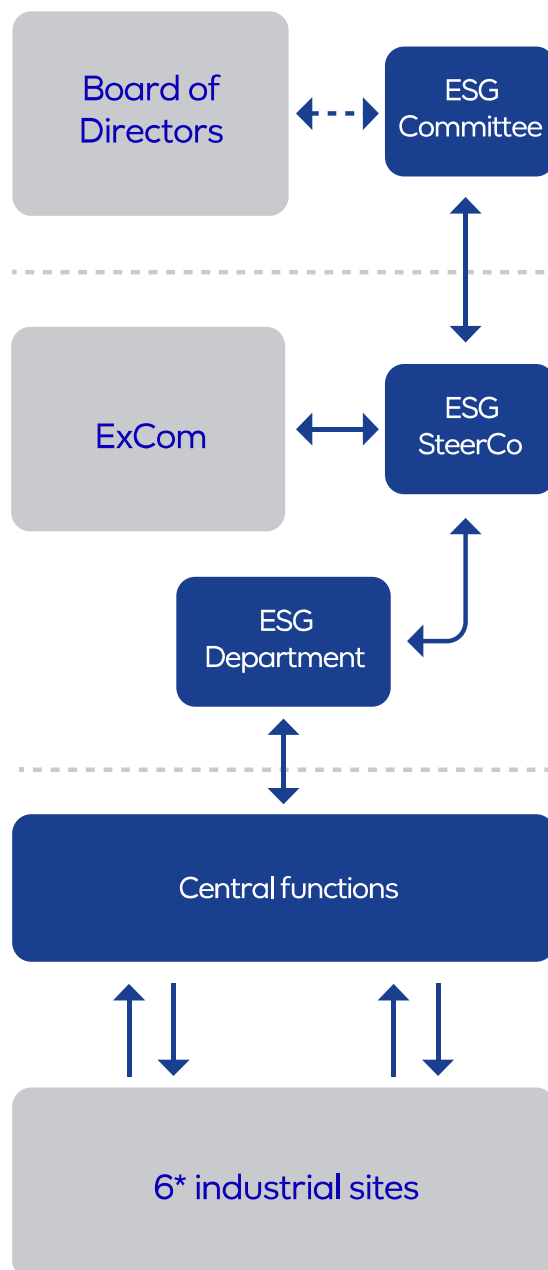 Board of
Directors
ESG
Committee
ExCom
ESG
SteerCo
ESG
Department
Central functions
6* industrial sites